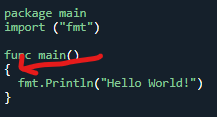 package main
import ("fmt")
func main()
{
  fmt.Println("Hello World!")
}